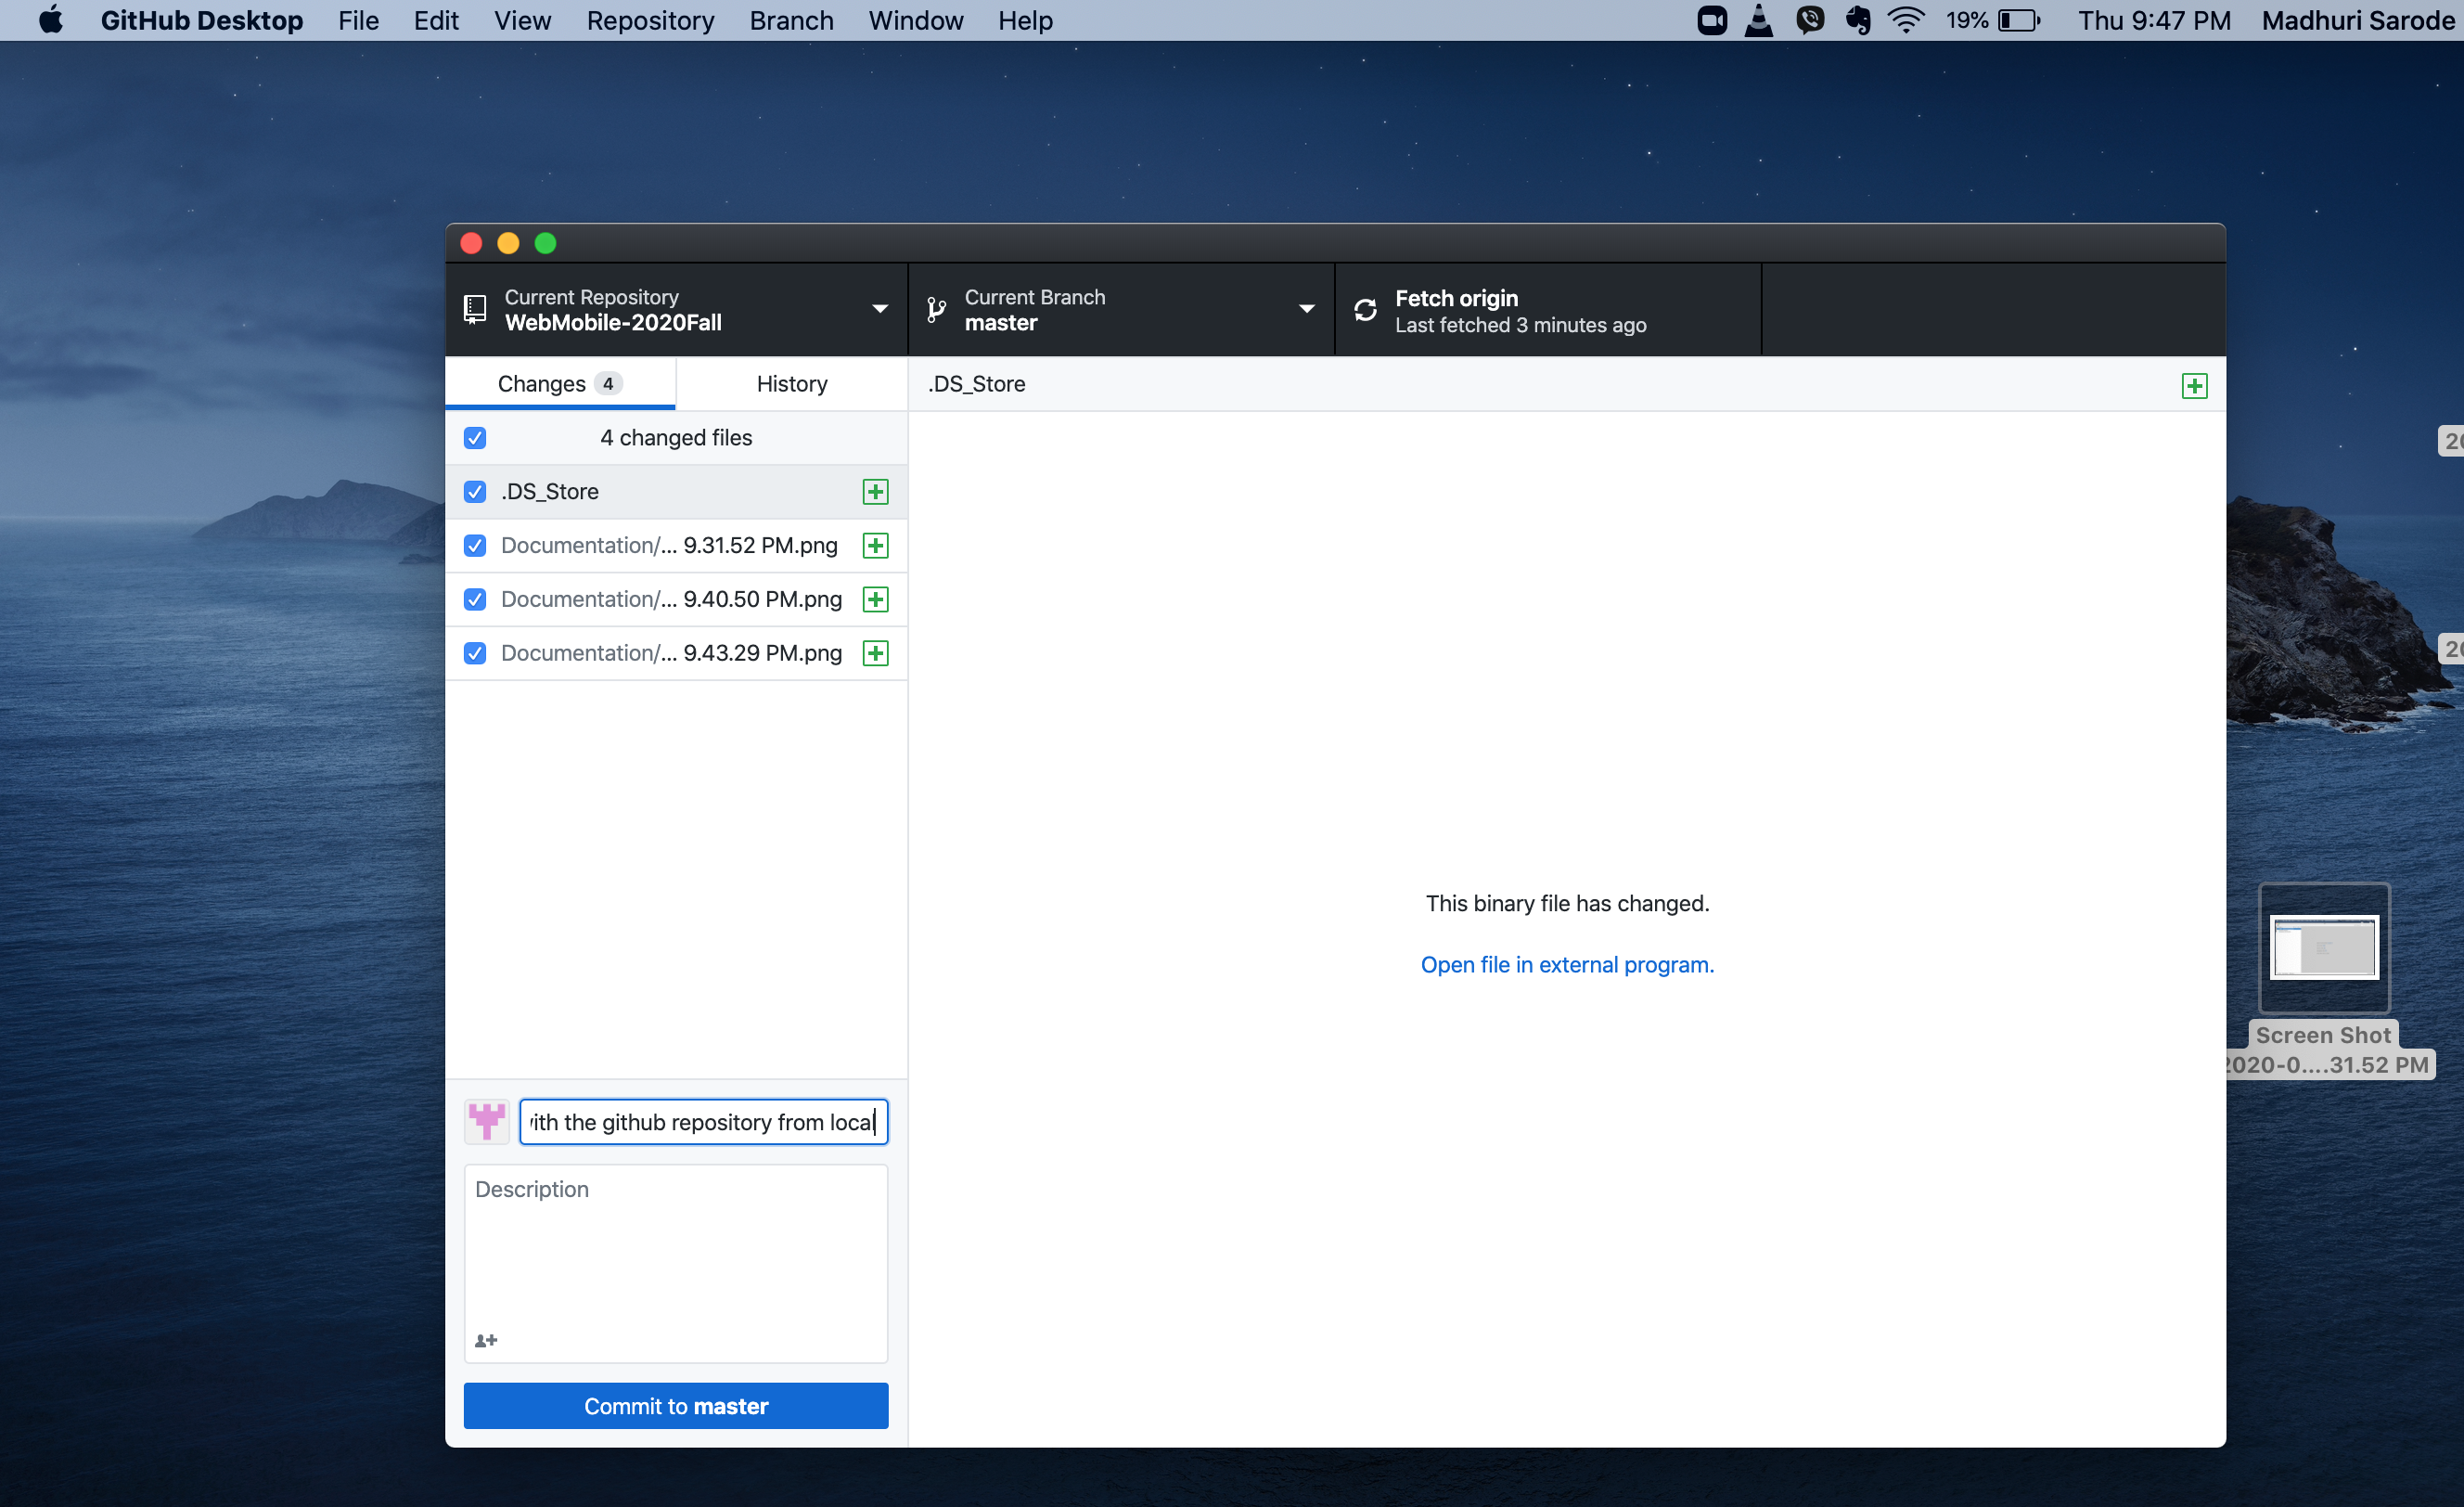 GitHub Desktop File Edit View Repository Branch Window Help 19% Thu 9:47 PM Madhuri Sarode
Current Repository
WebMobile-2020Fall
Current Branch
master
Fetch origin
Last fetched 3 minutes ago
Changes 4
History
.DS_Store
4 changed files
.DS_Store
Documentation/... 9.31.52 PM.png
Documentation/... 9.40.50 PM.png
Documentation/... 9.43.29 PM.png
This binary file has changed.
Open file in external program.
20
20
Screen Shot
2020-0....31.52 PM
with the github repository from local
Description
Commit to master